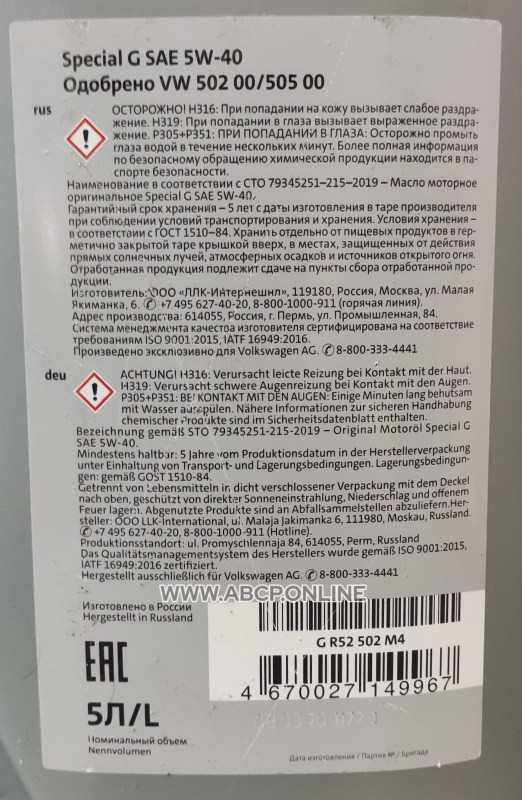 Special G SAE 5W-40
Одобрено VW 502 00/505 00
rus
ОСТОРОЖНО! H316: При попадании на кожу вызывает слабое раздра-
жение. H319: При попадании в глаза вызывает выраженное раздра-
жение. P305+P351: ПРИ ПОПАДАНИИ В ГЛАЗА: Осторожно промыть
глаза водой в течение нескольких минут. Более полная информация
по безопасному обращению химической продукции находится в па-
спорте безопасности.
Наименование в соответствии с СТО 79345251-215-2019 – Масло моторное
оригинальное Special G SAE 5W-40.
Гарантийный срок хранения – 5 лет с даты изготовления в таре производителя
при соблюдении условий транспортирования и хранения. Условия хранения –
в соответствии с ГОСТ 1510-84. Хранить отдельно от пищевых продуктов в гер-
метично закрытой таре крышкой вверх, в местах, защищенных от действия
прямых солнечных лучей, атмосферных осадков и источников открытого огня.
Отработанная продукция подлежит сдаче на пункты сбора отработанной про-
дукции.
Изготовитель: ООО «ЛЛК-Интернешнл», 119180, Россия, Москва, ул. Малая
Якиманка, 6. ✆ +7 495 627-40-20, 8-800-1000-911 (горячая линия).
Адрес производства: 614055, Россия, г. Пермь, ул. Промышленная, 84.
Система менеджмента качества изготовителя сертифицирована на соответствие
требованиям ISO 9001:2015, IATF 16949:2016.
Произведено эксклюзивно для Volkswagen AG. ✆ 8-800-333-4441
deu
ACHTUNG! H316: Verursacht leichte Reizung bei Kontakt mit der Haut.
H319: Verursacht schwere Augenreizung bei Kontakt mit den Augen.
P305+P351: BEI KONTAKT MIT DEN AUGEN: Einige Minuten lang behutsam
mit Wasser ausspülen. Nähere Informationen zur sicheren Handhabung
chemischer Produkte sind im Sicherheitsdatenblatt enthalten.
Bezeichnung gemäß STO 79345251-215-2019 – Original Motoröl Special G
SAE 5W-40.
Mindestens haltbar: 5 Jahre vom Produktionsdatum in der Herstellerverpackung
unter Einhaltung von Transport- und Lagerungsbedingungen. Lagerungsbedingun-
gen: gemäß GOST 1510-84.
Getrennt von Lebensmitteln in dicht verschlossener Verpackung mit dem Deckel
nach oben, geschützt von direkter Sonneneinstrahlung, Niederschlag und offenem
Feuer lagern. Abgenutzte Produkte sind an Abfallsammelstellen abzuliefern. Her-
steller: OOO LLK-International, ul. Malaja Jakimanka 6, 119180, Moskau, Russland.
✆ +7 495 627-40-20, 8-800-1000-911 (Hotline).
Produktionsstandort: ul. Promyschlennaja 84, 614055, Perm, Russland
Das Qualitätsmanagementsystem des Herstellers wurde gemäß ISO 9001:2015,
IATF 16949:2016 zertifiziert.
Hergestellt ausschließlich für Volkswagen AG. ✆ 8-800-333-4441
WWW.ABCP.ONLINE
Изготовлено в России
Hergestellt in Russland
G R52 502 M4
EAC
4 670027 149967
5Л/L
Номинальный объем
Nennvolumen
Дата изготовления / Партия № / Бригада